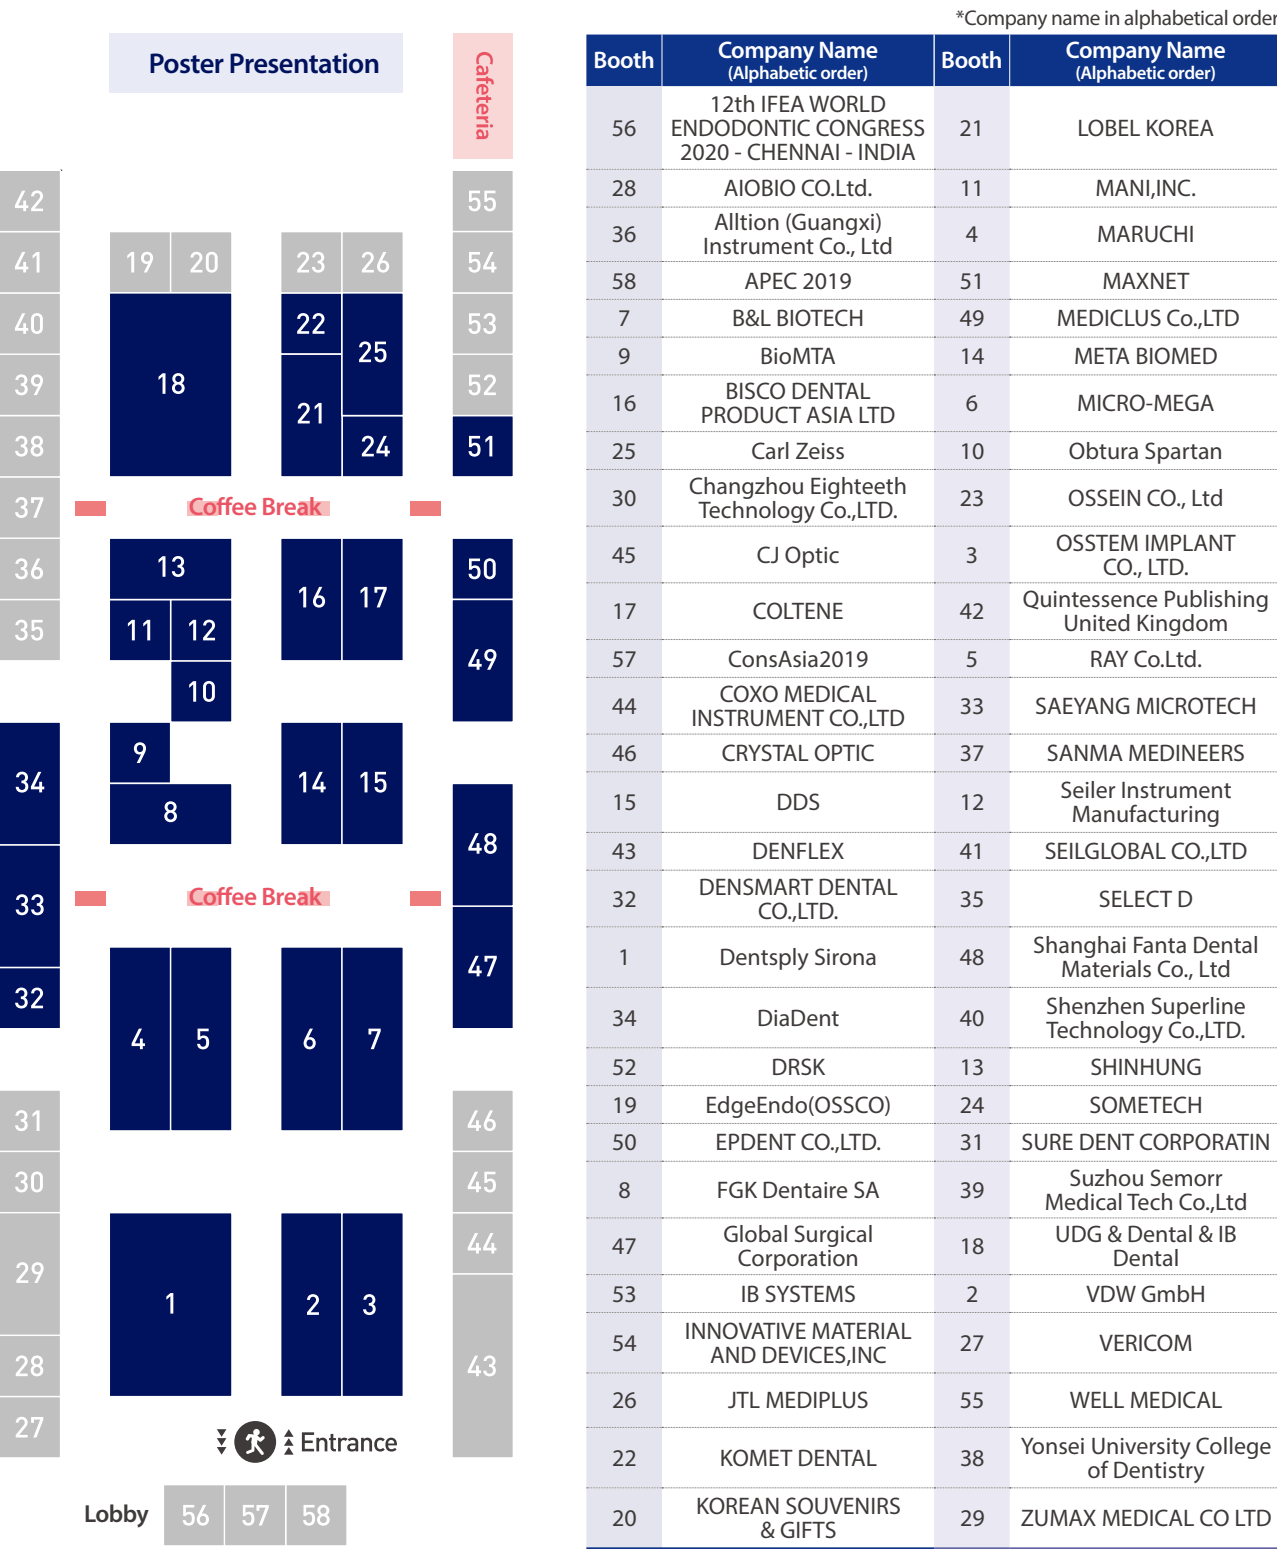 *Company name in alphabetical order
Poster Presentation
Cafeteria
42
41
40
39
38
37
36
35
34
33
32
31
30
29
28
27
19 20
18
23 26
22
25
21
24
55
54
53
52
51
Coffee Break
13
11 12
10
9
8
16 17
14 15
50
49
48
47
Coffee Break
4 5
6 7
46
45
44
43
1
2 3
Entrance
Lobby 56 57 58
Booth
Company Name
(Alphabetic order)
Booth
Company Name
(Alphabetic order)
56
12th IFEA WORLD
ENDODONTIC CONGRESS
2020 - CHENNAI - INDIA
21 LOBEL KOREA
28 AIOBIO CO.Ltd.
11 MANI,INC.
36
Alltion (Guangxi)
Instrument Co., Ltd
4 MARUCHI
58 APEC 2019
51 MAXNET
7 B&L BIOTECH
49 MEDICLUS Co.,LTD
9 BioMTA
14 META BIOMED
16
BISCO DENTAL
PRODUCT ASIA LTD
6 MICRO-MEGA
25 Carl Zeiss
10 Obtura Spartan
30
Changzhou Eighteeth
Technology Co.,LTD.
23 OSSEIN CO., Ltd
45 CJ Optic
3
OSSTEM IMPLANT
CO., LTD.
17 COLTENE
42
Quintessence Publishing
United Kingdom
57 ConsAsia2019
5 RAY Co.Ltd.
44
COXO MEDICAL
INSTRUMENT CO.,LTD
33 SAEYANG MICROTECH
46 CRYSTAL OPTIC
37 SANMA MEDINEERS
15 DDS
12
Seiler Instrument
Manufacturing
43 DENFLEX
41 SEILGLOBAL CO.,LTD
32
DENSMART DENTAL
CO.,LTD.
35 SELECT D
1 Dentsply Sirona
48
Shanghai Fanta Dental
Materials Co., Ltd
34 DiaDent
40
Shenzhen Superline
Technology Co.,LTD.
52 DRSK
13 SHINHUNG
19 EdgeEndo(OSSCO)
24 SOMETECH
50 EPDENT CO.,LTD.
31 SURE DENT CORPORATIN
8 FGK Dentaire SA
39
Suzhou Semorr
Medical Tech Co.,Ltd
47
Global Surgical
Corporation
18
UDG & Dental & IB
Dental
53 IB SYSTEMS
2 VDW GmbH
54
INNOVATIVE MATERIAL
AND DEVICES,INC
27 VERICOM
26 JTL MEDIPLUS
55 WELL MEDICAL
22 KOMET DENTAL
38
Yonsei University College
of Dentistry
20
KOREAN SOUVENIRS
& GIFTS
29 ZUMAX MEDICAL CO LTD